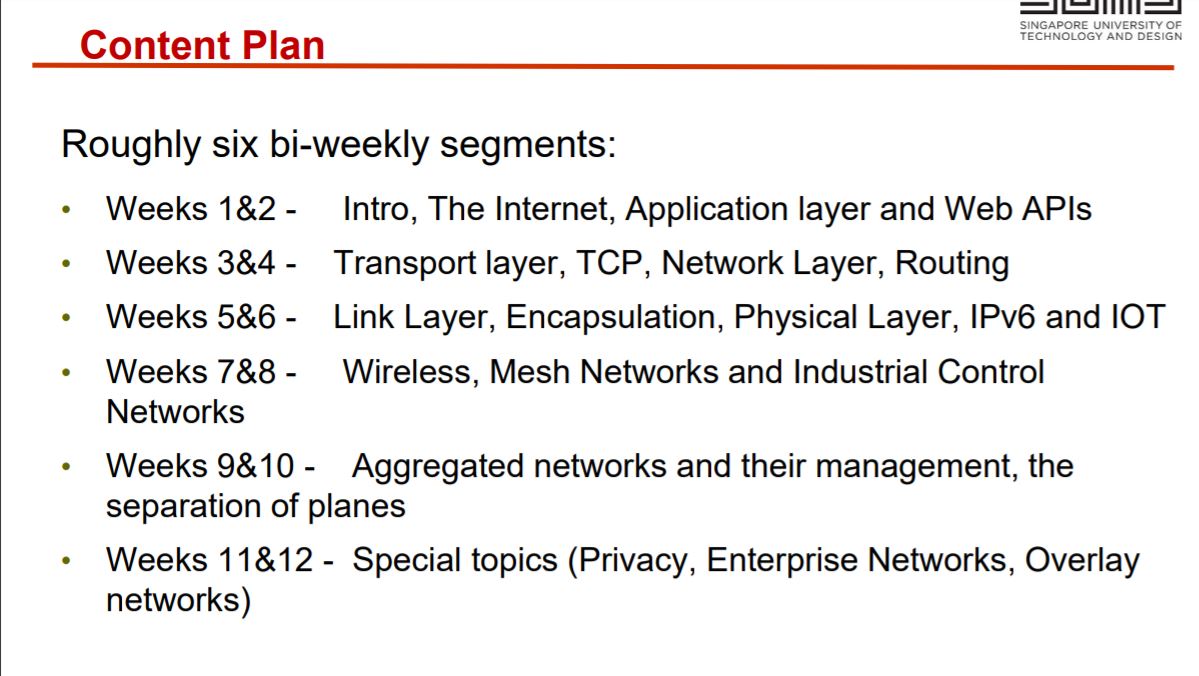 SINGAPORE UNIVERSITY OF
TECHNOLOGY AND DESIGN
Content Plan
Roughly six bi-weekly segments:
• Weeks 1&2 - Intro, The Internet, Application layer and Web APIs
• Weeks 3&4 - Transport layer, TCP, Network Layer, Routing
• Weeks 5&6 - Link Layer, Encapsulation, Physical Layer, IPv6 and IOT
• Weeks 7&8 - Wireless, Mesh Networks and Industrial Control
Networks
• Weeks 9&10 - Aggregated networks and their management, the
separation of planes
• Weeks 11&12 - Special topics (Privacy, Enterprise Networks, Overlay
networks)